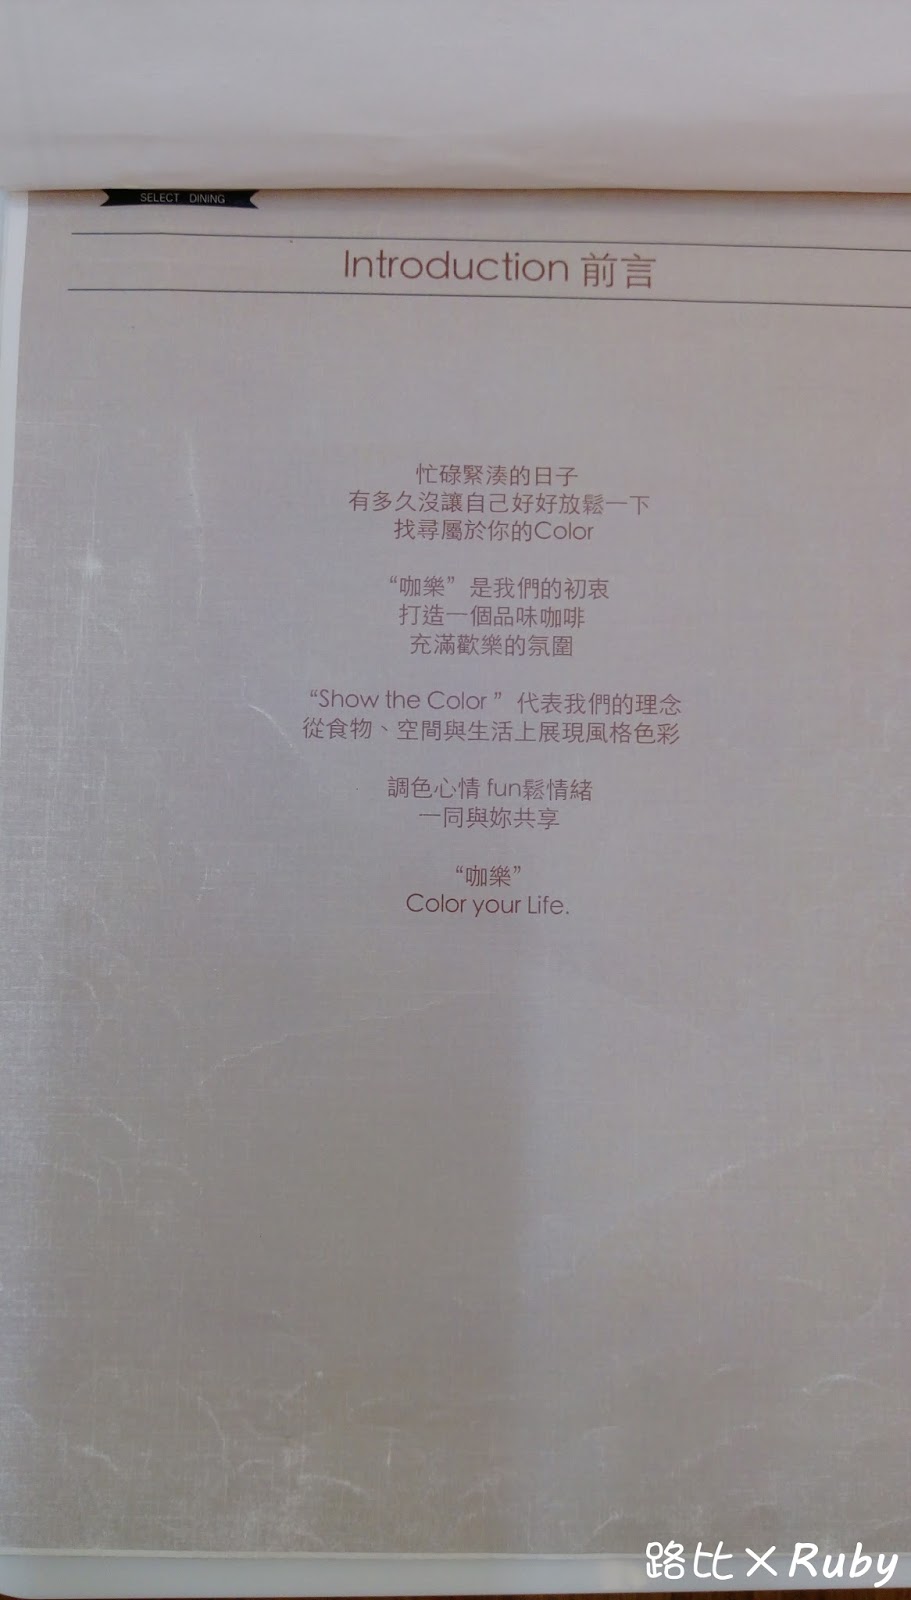 SELECT DINING
Introduction 前言
忙碌緊湊的日子
有多久沒讓自己好好放鬆一下
找尋屬於你的Color
“咖樂”是我們的初衷
打造一個品味咖啡
充滿歡樂的氛圍
“Show the Color ”代表我們的理念
從食物、空間與生活上展現風格色彩
調色心情 fun鬆情緒
一同與妳共享
“咖樂”
Color your Life.
路比×Ruby